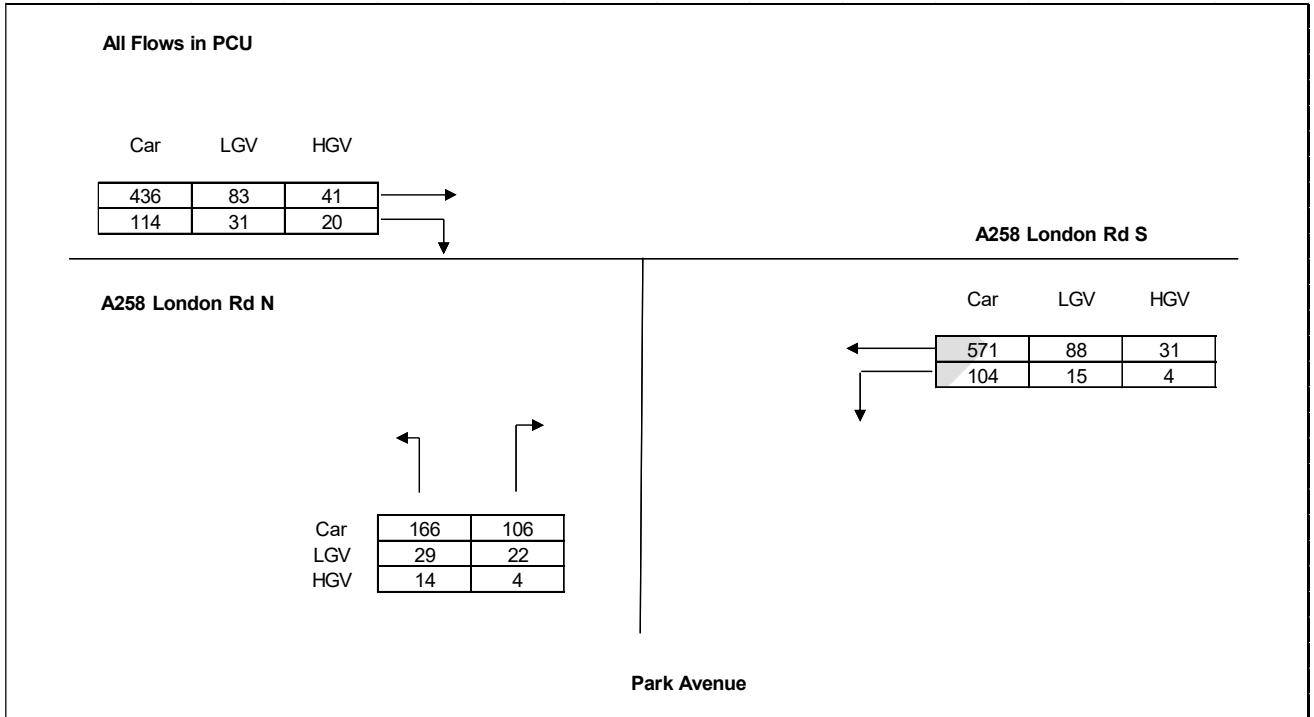 All Flows in PCU
Car LGV HGV
436 83 41
114 31 20
A258 London Rd S
A258 London Rd N
Car LGV HGV
571 88 31
104 15 4
Car 166 106
LGV 29 22
HGV 14 4
Park Avenue